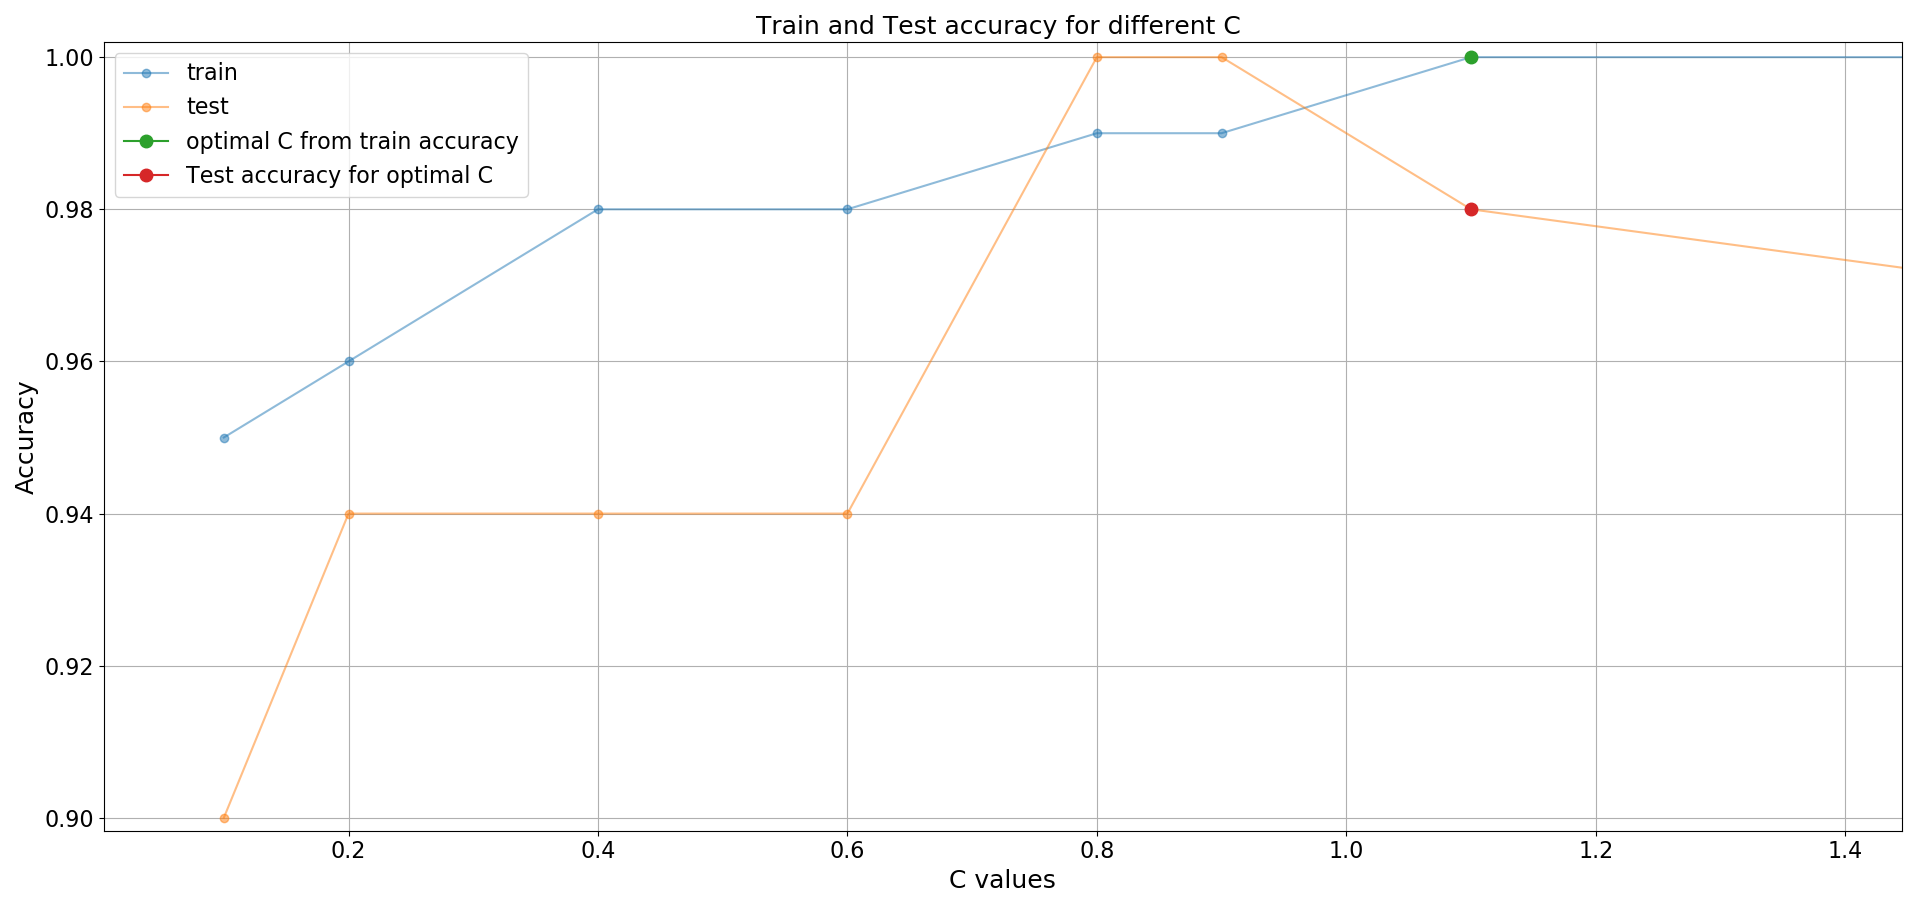 Train and Test accuracy for different C
train
test
optimal C from train accuracy
Test accuracy for optimal C
1.00
0.98
0.96
0.94
0.92
0.90
Accuracy
0.2 0.4 0.6 0.8 1.0 1.2 1.4
C values